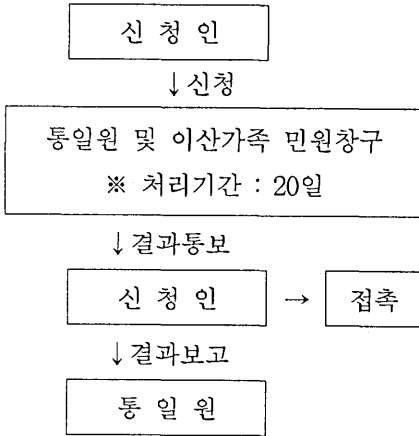 신 청 인
↓신청
통일원 및 이산가족 민원창구
※ 처리기간 : 20일
↓결과통보
신 청 인 → 접촉
↓결과보고
통 일 원